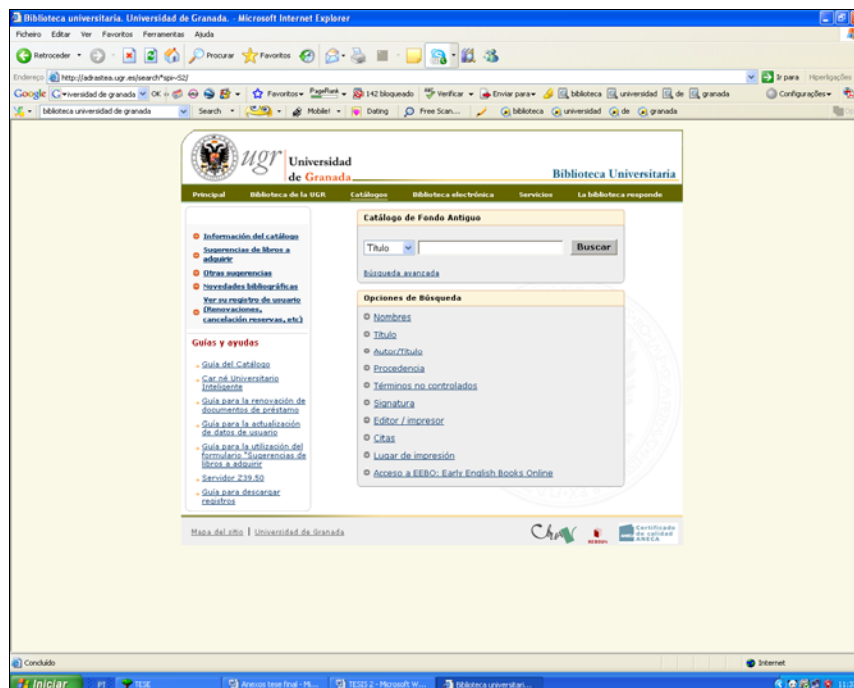 Biblioteca universitaria. Universidad de Granada. - Microsoft Internet Explorer
Ficheiro Editar Ver Favoritos Ferramentas Ajuda
Retroceder Procurar Favoritos
Endereço http://adrastea.ugr.es/search*spi~S2/ Ir para Hiperligações
Google universidad de granada OK Favoritos PageRank 142 bloqueado Verificar Enviar para biblioteca universidad de granada Configurações
biblioteca universidad de granada Search Mobile! Dating Free Scan... biblioteca universidad de granada
ugr Universidad
de Granada
Biblioteca Universitaria
Principal Biblioteca de la UGR Catálogos Biblioteca electrónica Servicios La biblioteca responde
Información del catálogo
Sugerencias de libros a
adquirir
Otras sugerencias
Novedades bibliográficas
Ver su registro de usuario
(Renovaciones,
cancelación reservas, etc)
Guías y ayudas
Guía del Catálogo
Carné Universitario
Inteligente
Guía para la renovación de
documentos de préstamo
Guía para la actualización
de datos de usuario
Guía para la utilización del
formulario "Sugerencias de
libros a adquirir
Servidor Z39.50
Guía para descargar
registros
Catálogo de Fondo Antiguo
Título Buscar
Búsqueda avanzada
Opciones de Búsqueda
Nombres
Título
Autor/Título
Procedencia
Términos no controlados
Signatura
Editor / impresor
Citas
Lugar de impresión
Acceso a EEBO: Early English Books Online
Mapa del sitio | Universidad de Granada
Certificado
de calidad
ANECA
Concluído Internet
Iniciar PT TESE Anexos tese final - Mi... TESIS 2 - Microsoft W... Biblioteca universitari...